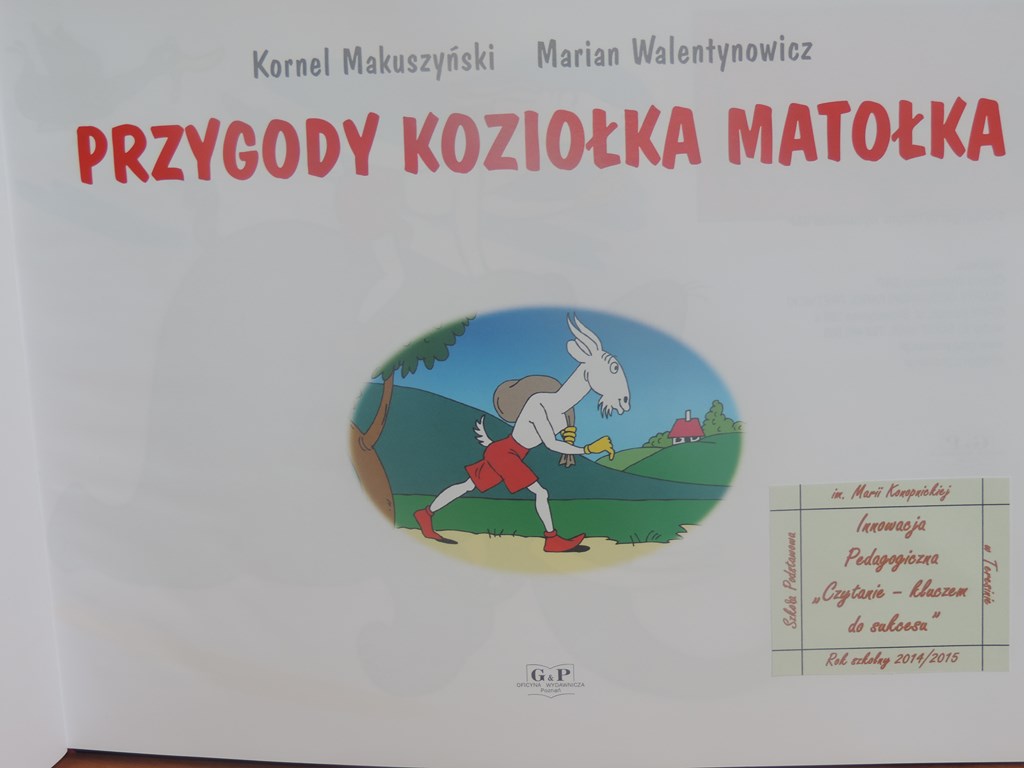 Kornel Makuszyński Marian Walentynowicz
PRZYGODY KOZIOŁKA MATOŁKA
im. Marii Konopnickiej
Szkoła Podstawowa
Innowacja
Pedagogiczna
„Czytanie – kluczem
do sukcesu"
w Teresinie
Rok szkolny 2014/2015
G&P
OFICYNA WYDAWNICZA
Poznań